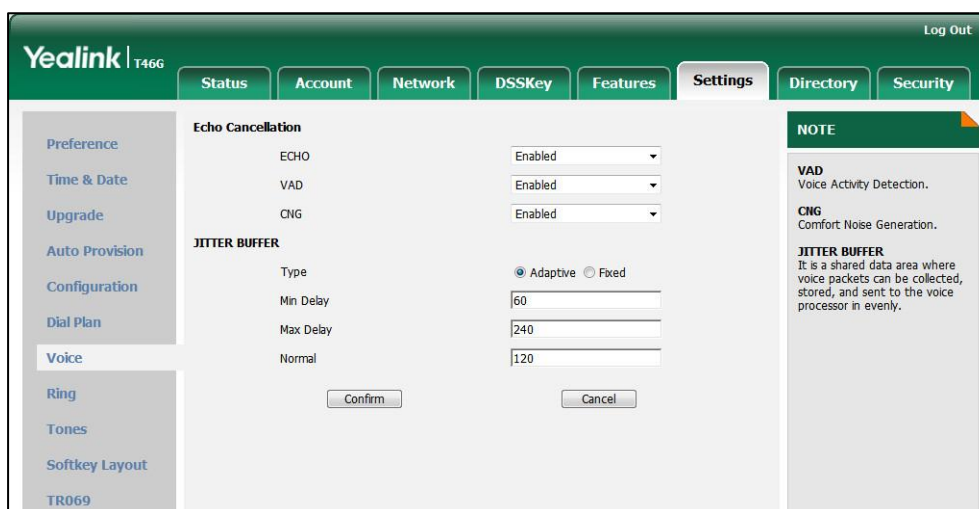 Log Out
Yealink | T46G
Status Account Network DSSKey Features Settings Directory Security
Preference
Time & Date
Upgrade
Auto Provision
Configuration
Dial Plan
Voice
Ring
Tones
Softkey Layout
TR069
Echo Cancellation
ECHO Enabled
VAD Enabled
CNG Enabled
JITTER BUFFER
Type Adaptive Fixed
Min Delay 60
Max Delay 240
Normal 120
Confirm Cancel
NOTE
VAD
Voice Activity Detection.
CNG
Comfort Noise Generation.
JITTER BUFFER
It is a shared data area where
voice packets can be collected,
stored, and sent to the voice
processor in evenly.